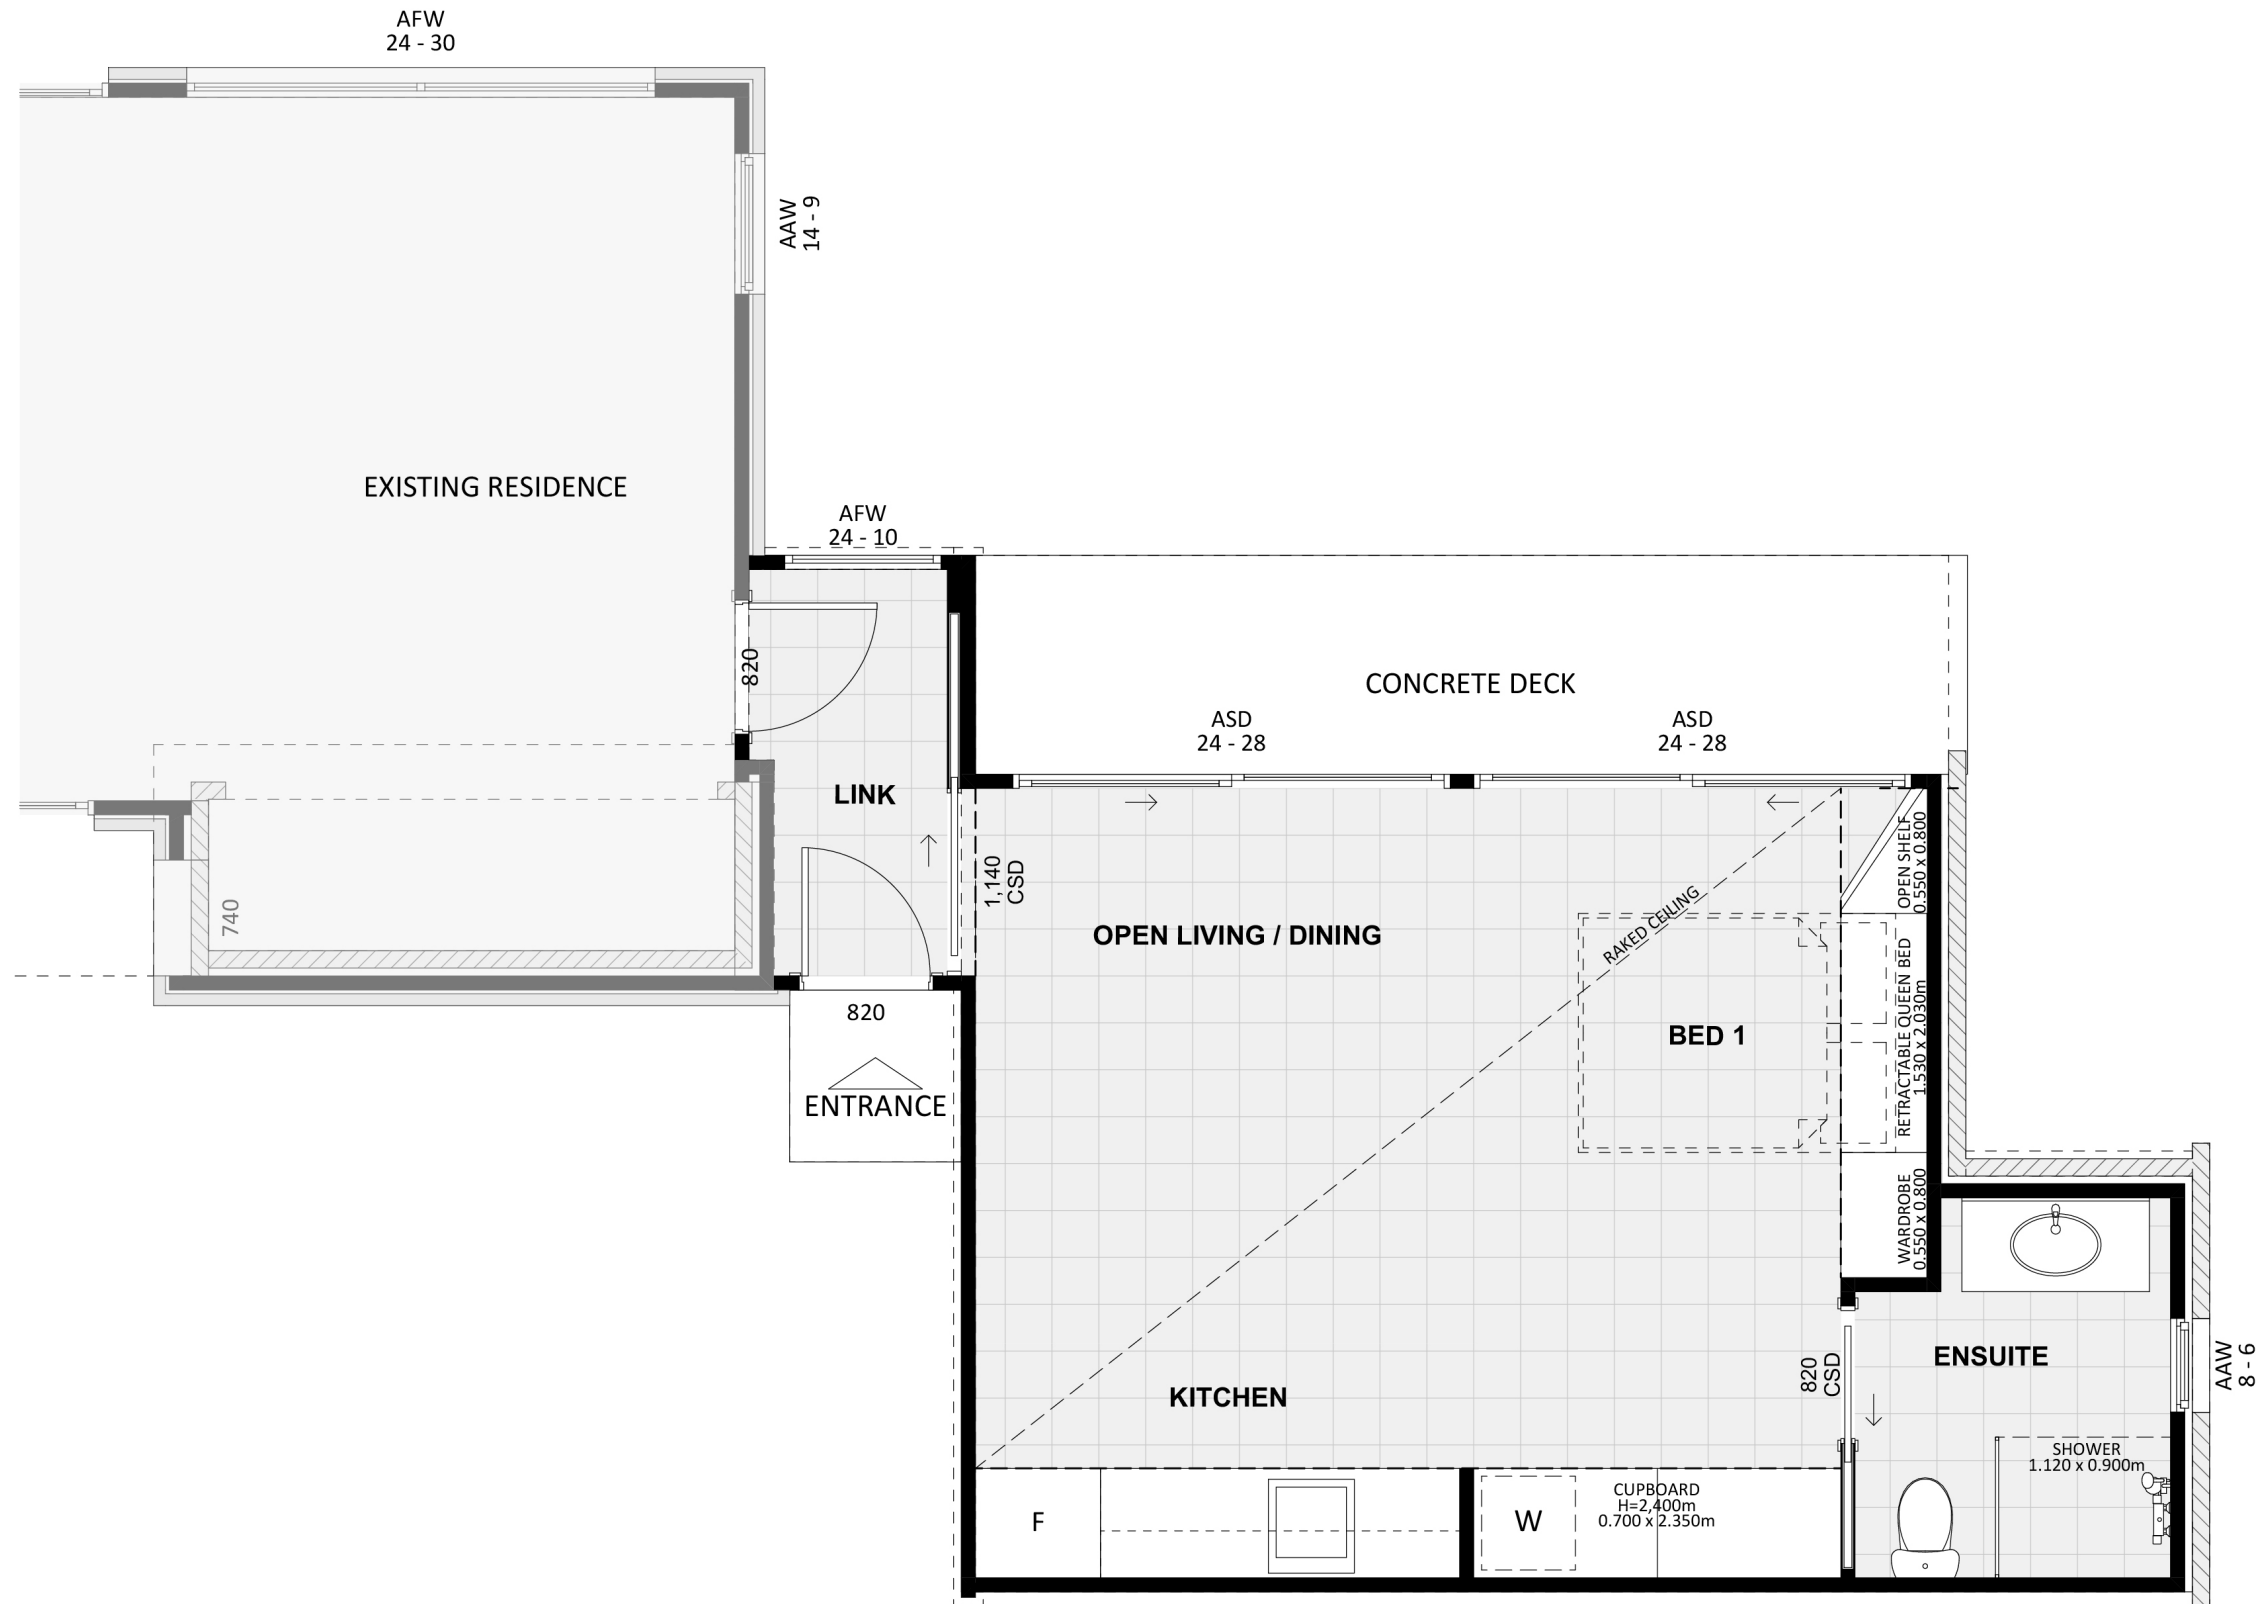 AFW
24 - 30
AAW
14 - 9
EXISTING RESIDENCE
AFW
24 - 10
820
CONCRETE DECK
ASD
24 - 28
ASD
24 - 28
LINK
1,140
CSD
740
OPEN LIVING / DINING
RAKED CEILING
OPEN SHELF
0.550 x 0.800
RETRACTABLE QUEEN BED
1.530 x 2.030m
BED 1
820
ENTRANCE
WARDROBE
0.550 x 0.800
820
CSD
ENSUITE
AAW
8 - 6
KITCHEN
SHOWER
1.120 x 0.900m
F
W
CUPBOARD
H=2,400m
0.700 x 2.350m